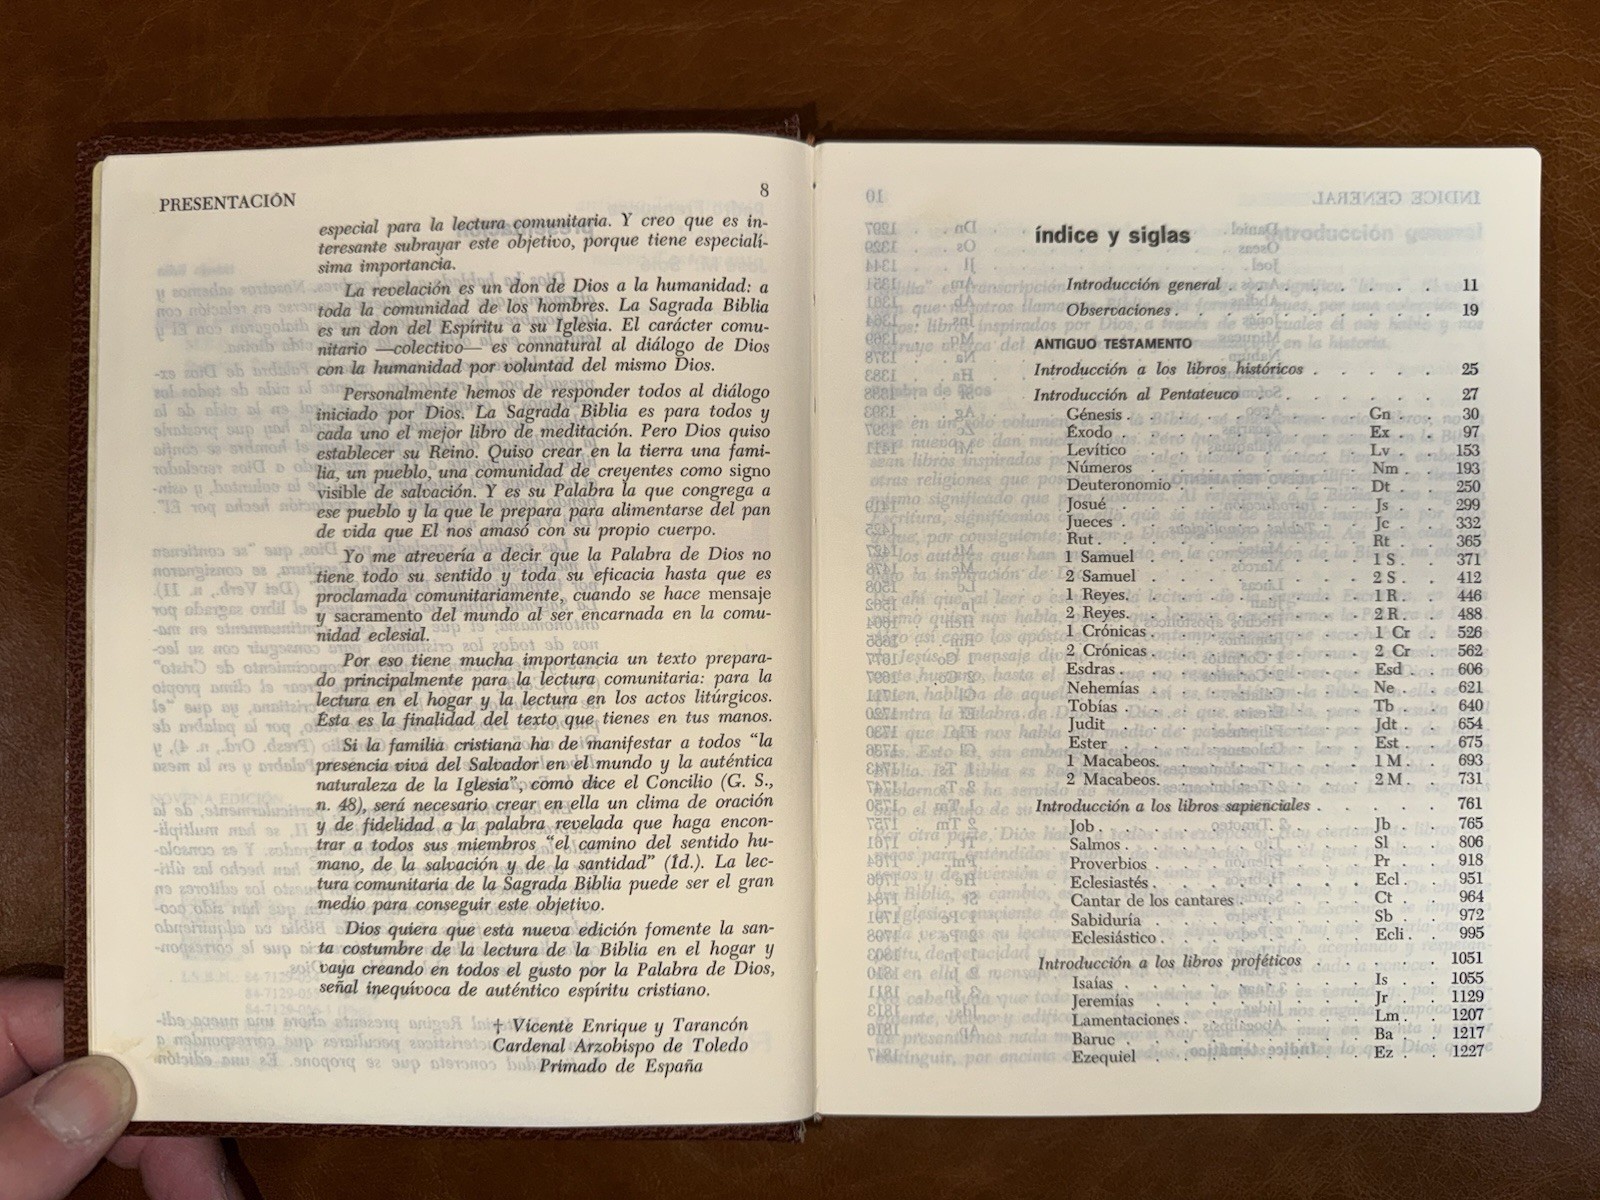 PRESENTACIÓN
8
especial para la lectura comunitaria. Y creo que es in-
teresante subrayar este objetivo, porque tiene especialí-
sima importancia.
La revelación es un don de Dios a la humanidad: a
toda la comunidad de los hombres. La Sagrada Biblia
es un don del Espíritu a su Iglesia. El carácter comu-
nitario —colectivo— es connatural al diálogo de Dios
con la humanidad por voluntad del mismo Dios.
Personalmente hemos de responder todos al diálogo
iniciado por Dios. La Sagrada Biblia es para todos y
cada uno el mejor libro de meditación. Pero Dios quiso
establecer su Reino. Quiso crear en la tierra una fami-
lia, un pueblo, una comunidad de creyentes como signo
visible de salvación. Y es su Palabra la que congrega a
ese pueblo y la que le prepara para alimentarse del pan
de vida que El nos amasó con su propio cuerpo.
Yo me atrevería a decir que la Palabra de Dios no
tiene todo su sentido y toda su eficacia hasta que es
proclamada comunitariamente, cuando se hace mensaje
y sacramento del mundo al ser encarnada en la comu-
nidad eclesial.
Por eso tiene mucha importancia un texto prepara-
do principalmente para la lectura comunitaria: para la
lectura en el hogar y la lectura en los actos litúrgicos.
Ésta es la finalidad del texto que tienes en tus manos.
Si la familia cristiana ha de manifestar a todos "la
presencia viva del Salvador en el mundo y la auténtica
naturaleza de la Iglesia", como dice el Concilio (G. S.,
n. 48), será necesario crear en ella un clima de oración
y de fidelidad a la palabra revelada que haga encon-
trar a todos sus miembros "el camino del sentido hu-
mano, de la salvación y de la santidad" (Id.). La lec-
tura comunitaria de la Sagrada Biblia puede ser el gran
medio para conseguir este objetivo.
Dios quiera que esta nueva edición fomente la san-
ta costumbre de la lectura de la Biblia en el hogar y
vaya creando en todos el gusto por la Palabra de Dios,
señal inequívoca de auténtico espíritu cristiano.
† Vicente Enrique y Tarancón
Cardenal Arzobispo de Toledo
Primado de España
índice y siglas
Introducción general . . . . . . . . 11
Observaciones . . . . . . . . . . 19
ANTIGUO TESTAMENTO
Introducción a los libros históricos . . . . . 25
Introducción al Pentateuco . . . . . . . 27
Génesis . . . . . . . Gn . . 30
Éxodo . . . . . . . Ex . . 97
Levítico . . . . . . . Lv . . 153
Números . . . . . . . Nm . . 193
Deuteronomio . . . . . . Dt . . 250
Josué . . . . . . . Js . . 299
Jueces . . . . . . . Jc . . 332
Rut . . . . . . . Rt . . 365
1 Samuel . . . . . . . 1 S . . 371
2 Samuel . . . . . . . 2 S . . 412
1 Reyes . . . . . . . 1 R . . 446
2 Reyes . . . . . . . 2 R . . 488
1 Crónicas . . . . . . . 1 Cr . 526
2 Crónicas . . . . . . . 2 Cr . 562
Esdras . . . . . . . Esd . . 606
Nehemías . . . . . . . Ne . . 621
Tobías . . . . . . . Tb . . 640
Judit . . . . . . . Jdt . . 654
Ester . . . . . . . Est . . 675
1 Macabeos . . . . . . . 1 M . . 693
2 Macabeos . . . . . . . 2 M . . 731
Introducción a los libros sapienciales . . . . . 761
Job . . . . . . . Jb . . 765
Salmos . . . . . . . Sl . . 806
Proverbios . . . . . . . Pr . . 918
Eclesiastés . . . . . . . Ecl . . 951
Cantar de los cantares . . . . . Ct . . 964
Sabiduría . . . . . . . Sb . . 972
Eclesiástico . . . . . . . Ecli . . 995
Introducción a los libros proféticos . . . . . 1051
Isaías . . . . . . . Is . . 1055
Jeremías . . . . . . . Jr . . 1129
Lamentaciones . . . . . . Lm . . 1207
Baruc . . . . . . . Ba . . 1217
Ezequiel . . . . . . . Ez . . 1227